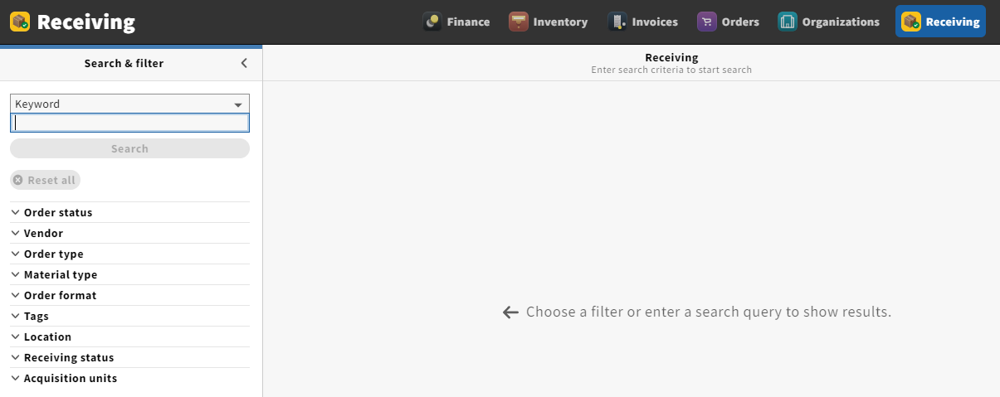 Receiving
Finance
Inventory
Invoices
Orders
Organizations
Receiving
Search & filter
Receiving
Enter search criteria to start search
Keyword
Search
Reset all
Order status
Vendor
Order type
Material type
Order format
Tags
Location
Receiving status
Acquisition units
Choose a filter or enter a search query to show results.